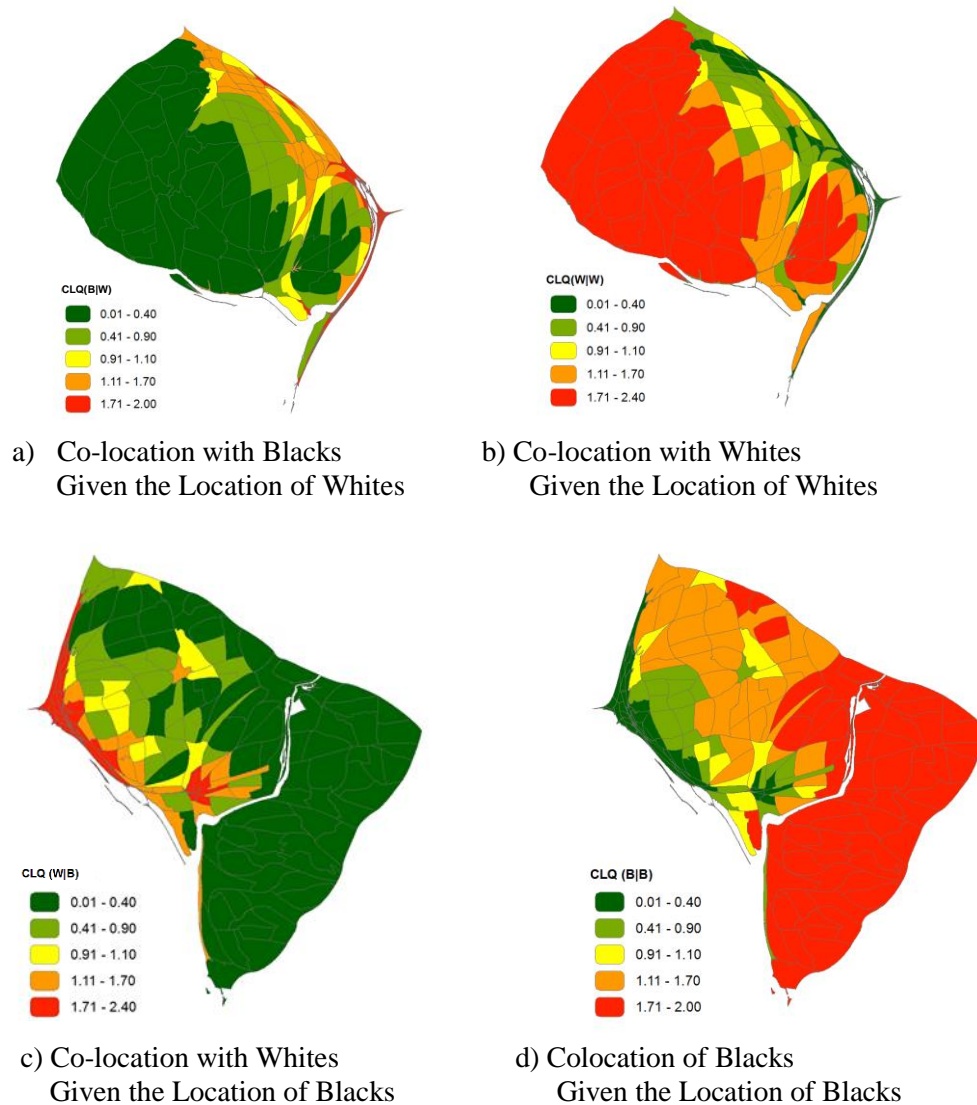 CLQ(B|W)
0.01 - 0.40
0.41 - 0.90
0.91 - 1.10
1.11 - 1.70
1.71 - 2.00
CLQ(W|W)
0.01 - 0.40
0.41 - 0.90
0.91 - 1.10
1.11 - 1.70
1.71 - 2.40
a) Co-location with Blacks
Given the Location of Whites
b) Co-location with Whites
Given the Location of Whites
CLQ (W|B)
0.01 - 0.40
0.41 - 0.90
0.91 - 1.10
1.11 - 1.70
1.71 - 2.40
CLQ (B|B)
0.01 - 0.40
0.41 - 0.90
0.91 - 1.10
1.11 - 1.70
1.71 - 2.00
c) Co-location with Whites
Given the Location of Blacks
d) Colocation of Blacks
Given the Location of Blacks